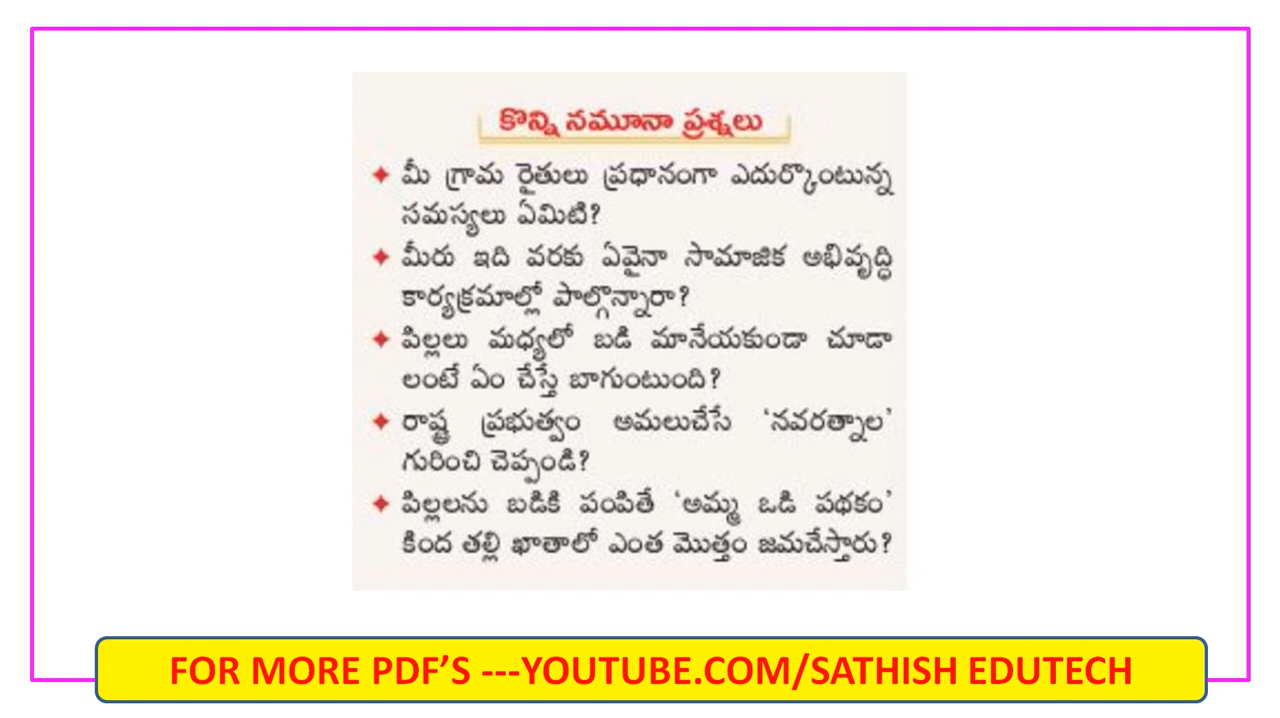 కొన్ని నమూనా ప్రశ్నలు
✦ మీ గ్రామ రైతులు ప్రధానంగా ఎదుర్కొంటున్న
సమస్యలు ఏమిటి?
✦ మీరు ఇది వరకు ఏవైనా సామాజిక అభివృద్ధి
కార్యక్రమాల్లో పాల్గొన్నారా?
✦ పిల్లలు మధ్యలో బడి మానేయకుండా చూడా
లంటే ఏం చేస్తే బాగుంటుంది?
✦ రాష్ట్ర ప్రభుత్వం అమలుచేసే ‘నవరత్నాల’
గురించి చెప్పండి?
✦ పిల్లలను బడికి పంపితే ‘అమ్మ ఒడి పథకం’
కింద తల్లి ఖాతాలో ఎంత మొత్తం జమచేస్తారు?
FOR MORE PDF’S ---YOUTUBE.COM/SATHISH EDUTECH